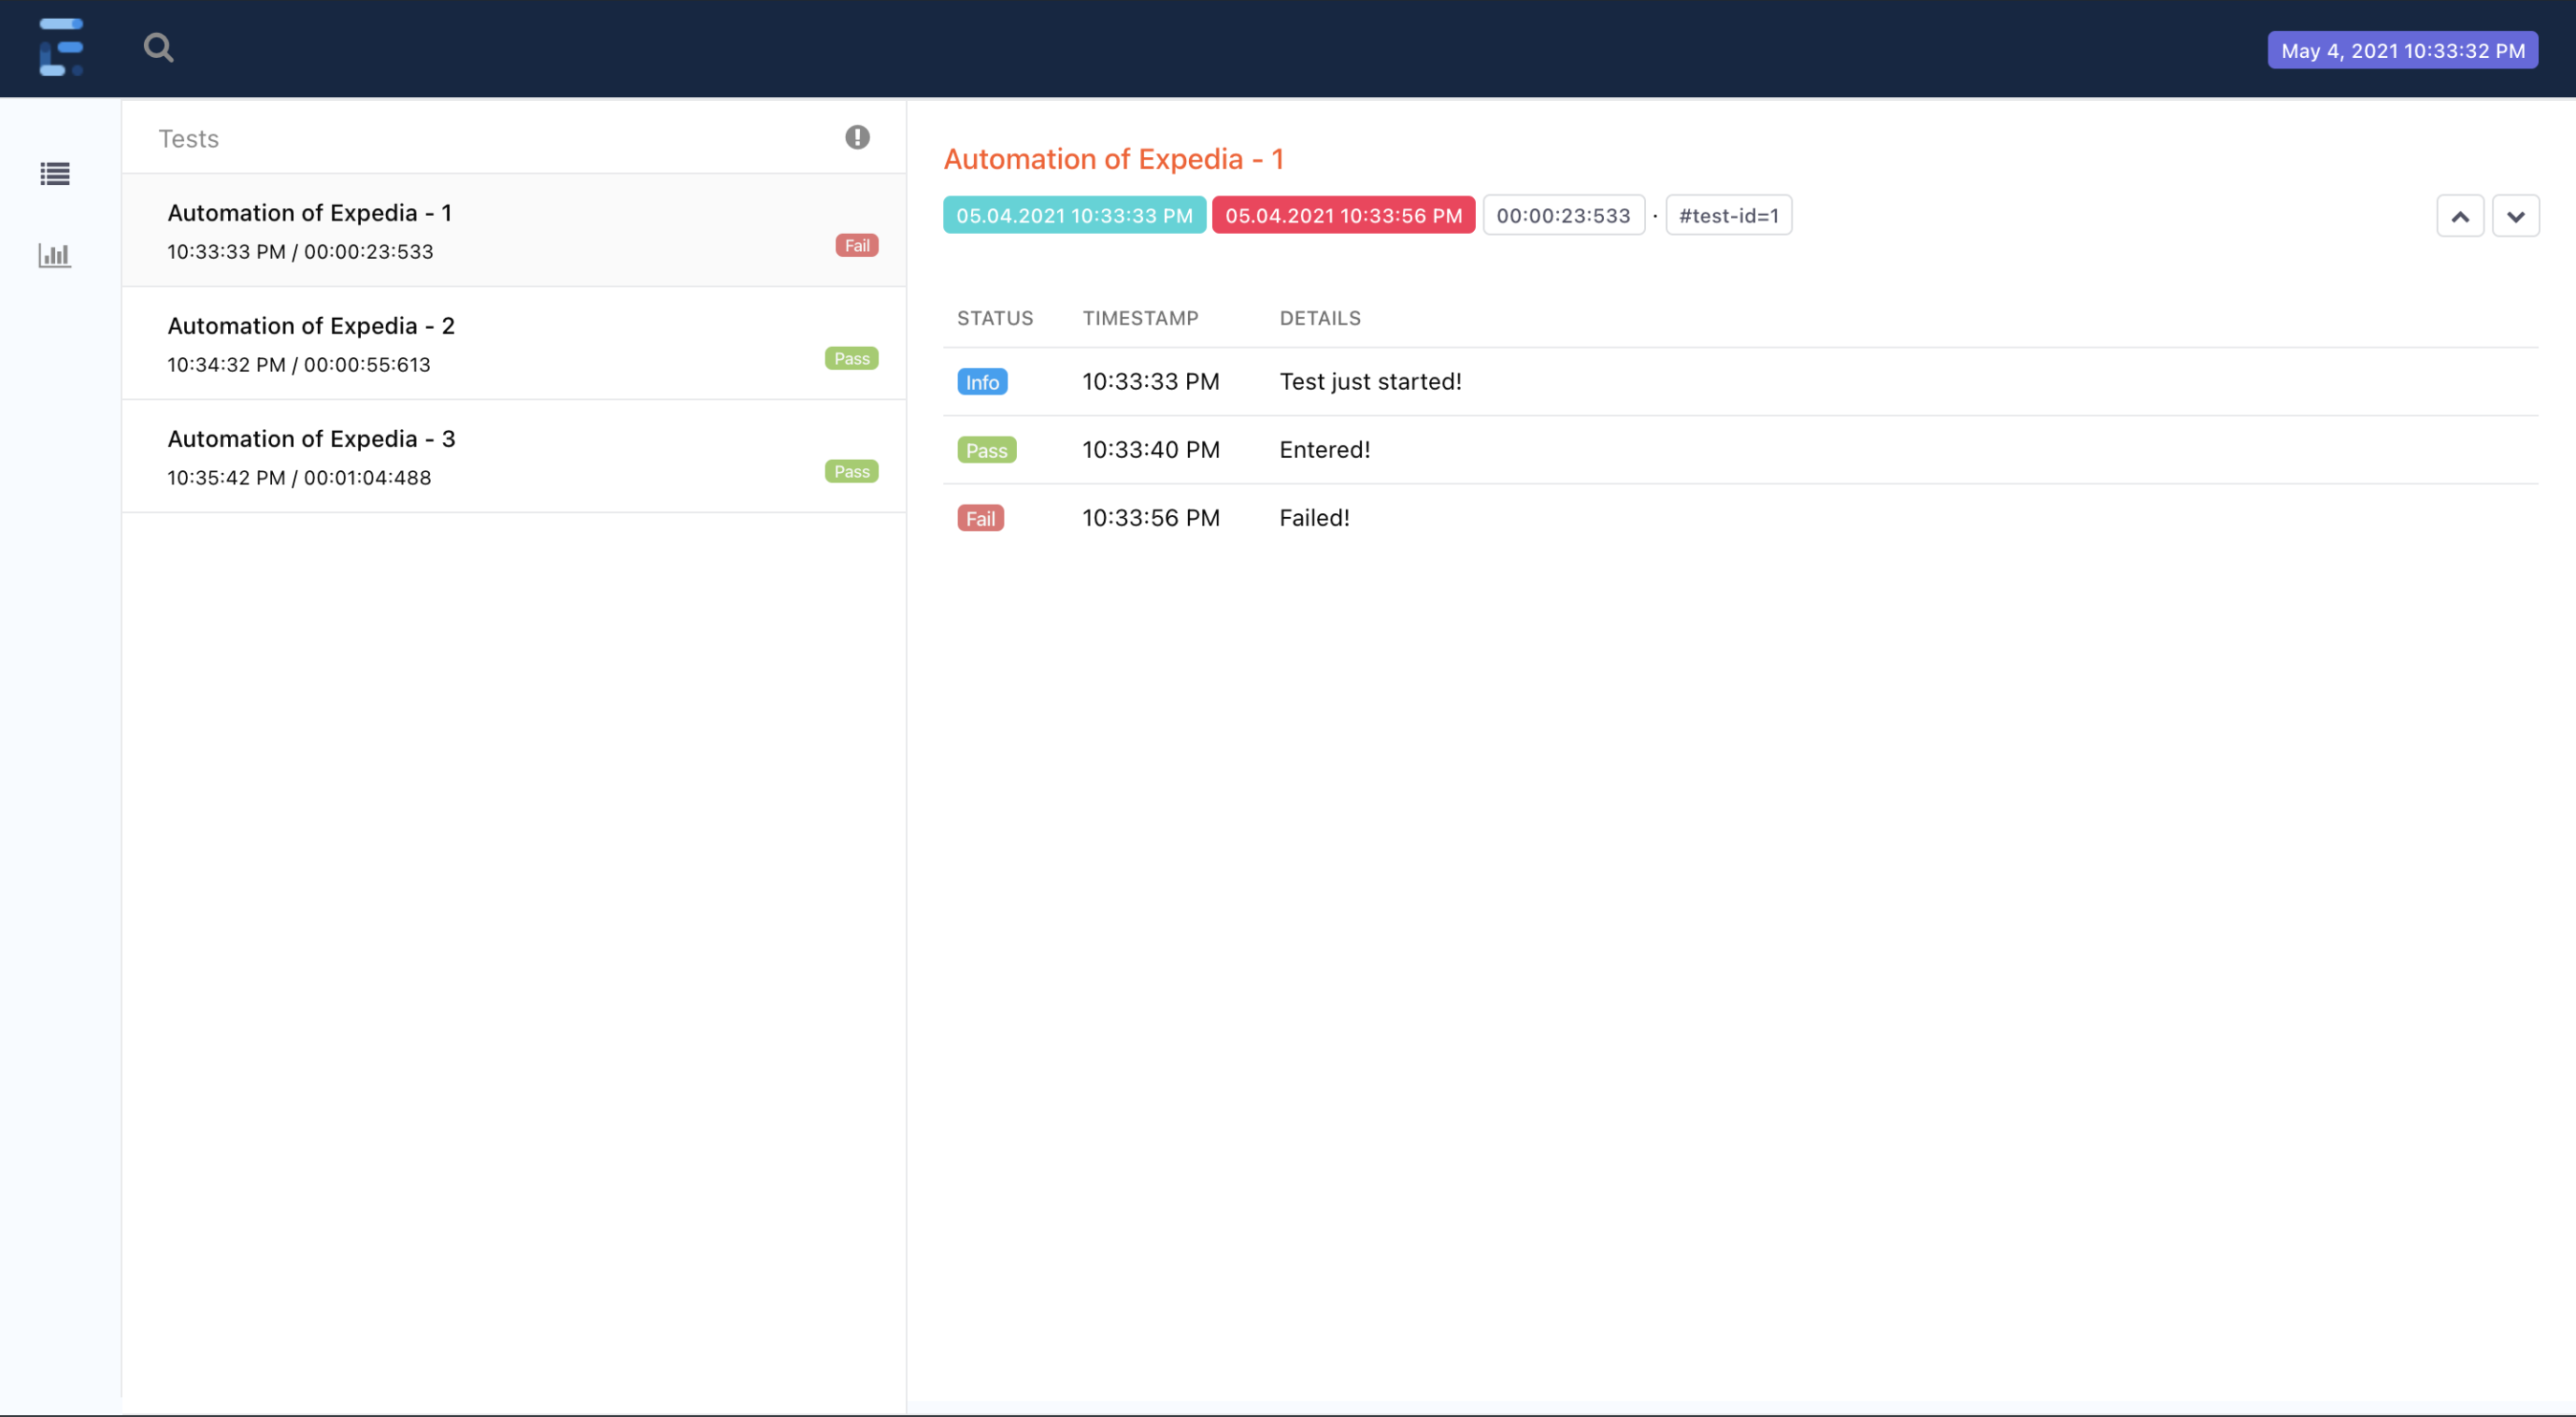 May 4, 2021 10:33:32 PM
Tests
Automation of Expedia - 1
10:33:33 PM / 00:00:23:533
Fail
Automation of Expedia - 2
10:34:32 PM / 00:00:55:613
Pass
Automation of Expedia - 3
10:35:42 PM / 00:01:04:488
Pass
Automation of Expedia - 1
05.04.2021 10:33:33 PM 05.04.2021 10:33:56 PM 00:00:23:533 · #test-id=1
STATUS TIMESTAMP DETAILS
Info 10:33:33 PM Test just started!
Pass 10:33:40 PM Entered!
Fail 10:33:56 PM Failed!